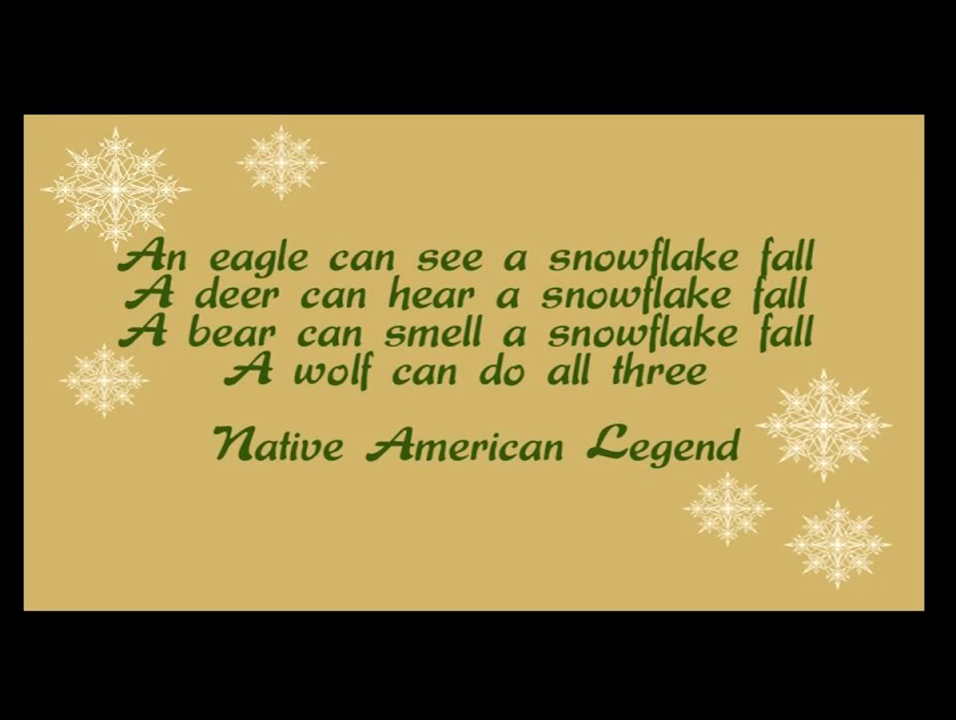 An eagle can see a snowflake fall
A deer can hear a snowflake fall
A bear can smell a snowflake fall
A wolf can do all three
Native American Legend